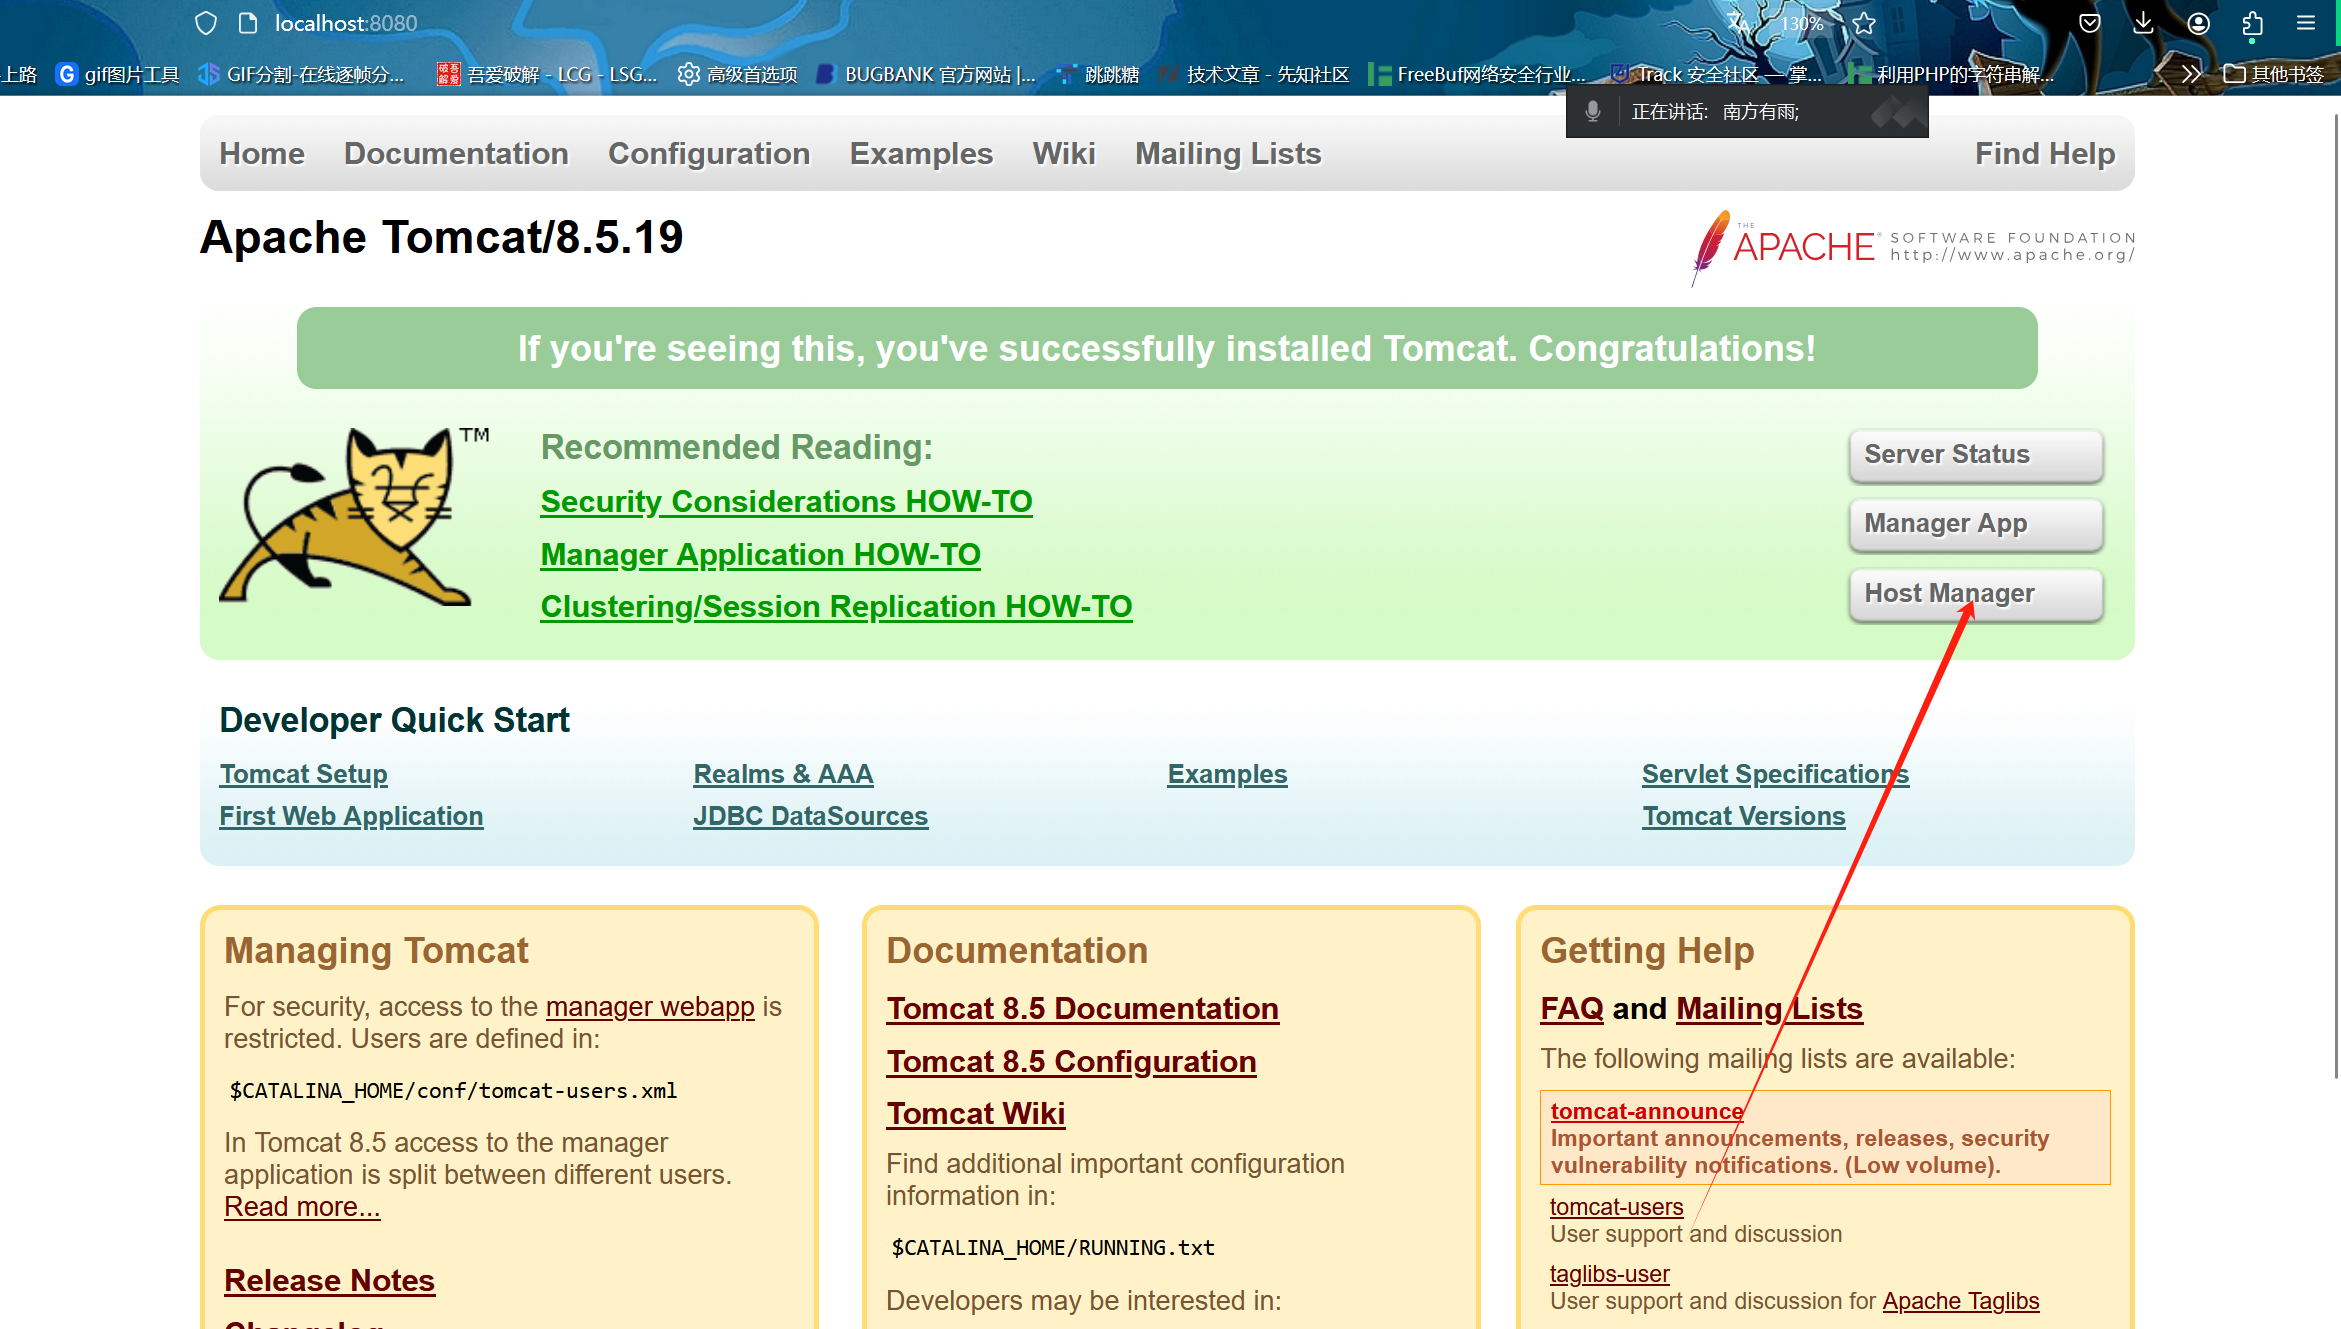 localhost:8080
130%
上路
gif图片工具
GIF分割-在线逐帧分...
吾爱破解 - LCG - LSG...
高级首选项
BUGBANK 官方网站 |...
跳跳糖
技术文章 - 先知社区
FreeBuf网络安全行业...
Track 安全社区 — 掌...
利用PHP的字符串解...
其他书签
正在讲话: 南方有雨;
Home Documentation Configuration Examples Wiki Mailing Lists Find Help
Apache Tomcat/8.5.19
THE
APACHE®
SOFTWARE FOUNDATION
http://www.apache.org/
If you're seeing this, you've successfully installed Tomcat. Congratulations!
TM
Recommended Reading:
Security Considerations HOW-TO
Manager Application HOW-TO
Clustering/Session Replication HOW-TO
Server Status
Manager App
Host Manager
Developer Quick Start
Tomcat Setup
Realms & AAA
Examples
Servlet Specifications
First Web Application
JDBC DataSources
Tomcat Versions
Managing Tomcat
For security, access to the manager webapp is
restricted. Users are defined in:
$CATALINA_HOME/conf/tomcat-users.xml
In Tomcat 8.5 access to the manager
application is split between different users.
Read more...
Release Notes
Changelog
Documentation
Tomcat 8.5 Documentation
Tomcat 8.5 Configuration
Tomcat Wiki
Find additional important configuration
information in:
$CATALINA_HOME/RUNNING.txt
Developers may be interested in:
Getting Help
FAQ and Mailing Lists
The following mailing lists are available:
tomcat-announce
Important announcements, releases, security
vulnerability notifications. (Low volume).
tomcat-users
User support and discussion
taglibs-user
User support and discussion for Apache Taglibs